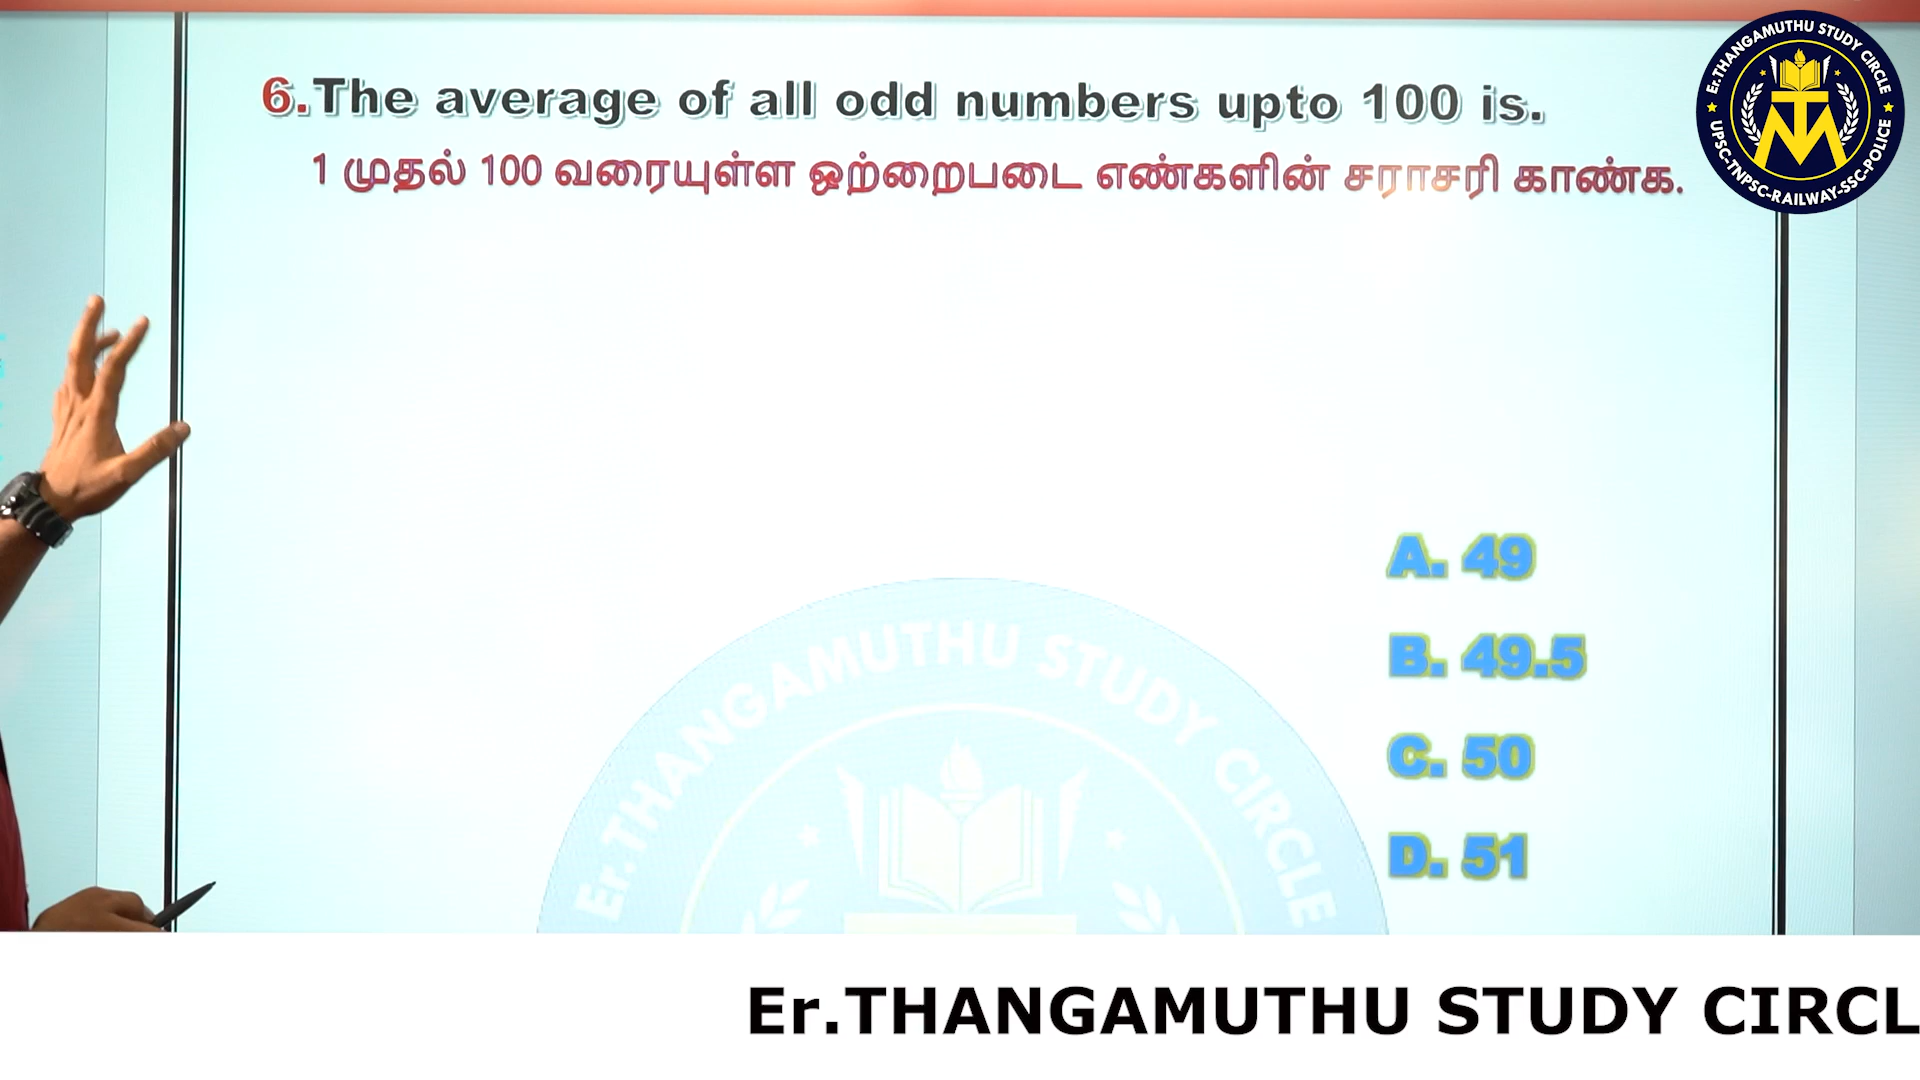 6.The average of all odd numbers upto 100 is.
1 முதல் 100 வரையுள்ள ஒற்றைபடை எண்களின் சராசரி காண்க.
Er.THANGAMUTHU STUDY CIRCLE
UPSC-TNPSC-RAILWAY-SSC-POLICE
A. 49
B. 49.5
C. 50
D. 51
Er.THANGAMUTHU STUDY CIRCLE
Er.THANGAMUTHU STUDY CIRCL